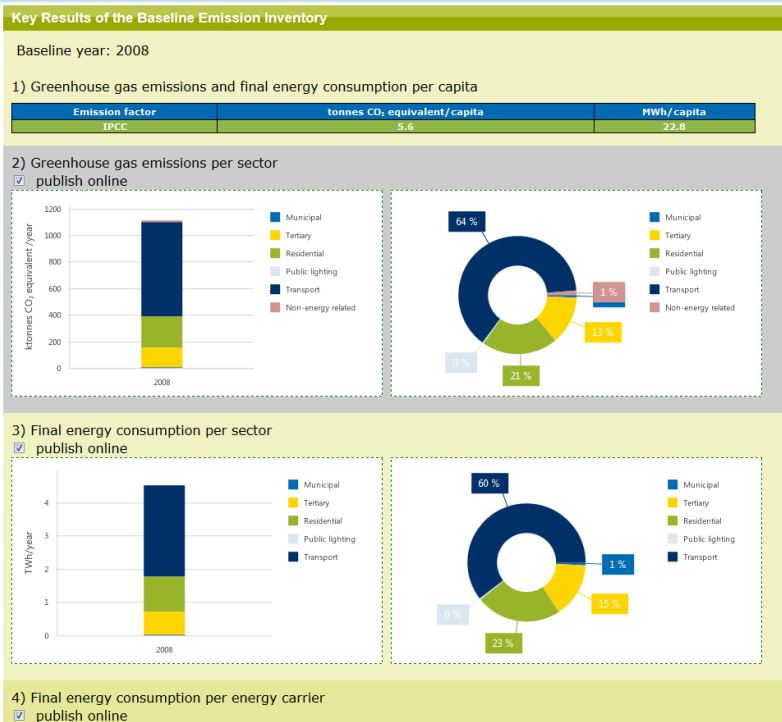 Key Results of the Baseline Emission Inventory
Baseline year: 2008
1) Greenhouse gas emissions and final energy consumption per capita
Emission factor tonnes CO₂ equivalent/capita MWh/capita
IPCC 5.6 22.8
2) Greenhouse gas emissions per sector
publish online
ktonnes CO₂ equivalent /year
1200
1000
800
600
400
200
0
2008
Municipal
Tertiary
Residential
Public lighting
Transport
Non-energy related
64 %
1 %
13 %
21 %
0 %
Municipal
Tertiary
Residential
Public lighting
Transport
Non-energy related
3) Final energy consumption per sector
publish online
TWh/year
4
3
2
1
0
2008
Municipal
Tertiary
Residential
Public lighting
Transport
60 %
1 %
15 %
23 %
0 %
Municipal
Tertiary
Residential
Public lighting
Transport
4) Final energy consumption per energy carrier
publish online